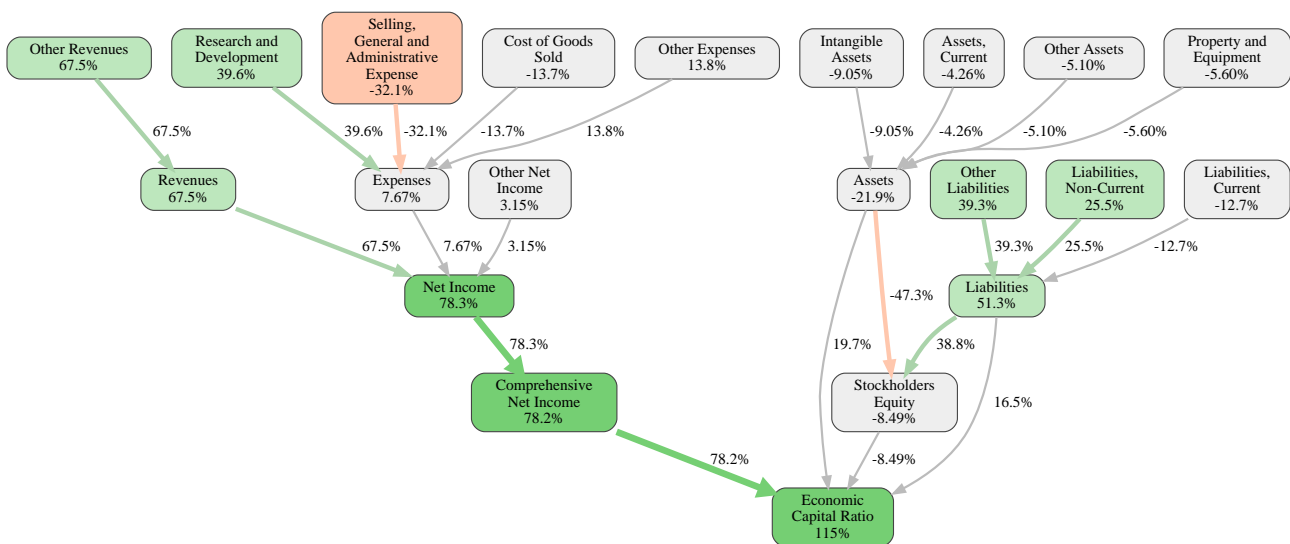 Other Revenues
67.5%
Research and
Development
39.6%
Selling,
General and
Administrative
Expense
-32.1%
Cost of Goods
Sold
-13.7%
Other Expenses
13.8%
Intangible
Assets
-9.05%
Assets,
Current
-4.26%
Other Assets
-5.10%
Property and
Equipment
-5.60%
67.5%
39.6%
-32.1%
-13.7%
13.8%
-9.05%
-4.26%
-5.10%
-5.60%
Revenues
67.5%
Expenses
7.67%
Other Net
Income
3.15%
Assets
-21.9%
Other
Liabilities
39.3%
Liabilities,
Non-Current
25.5%
Liabilities,
Current
-12.7%
67.5%
7.67%
3.15%
39.3%
25.5%
-12.7%
Net Income
78.3%
-47.3%
Liabilities
51.3%
78.3%
19.7%
38.8%
Comprehensive
Net Income
78.2%
Stockholders
Equity
-8.49%
16.5%
78.2%
-8.49%
Economic
Capital Ratio
115%